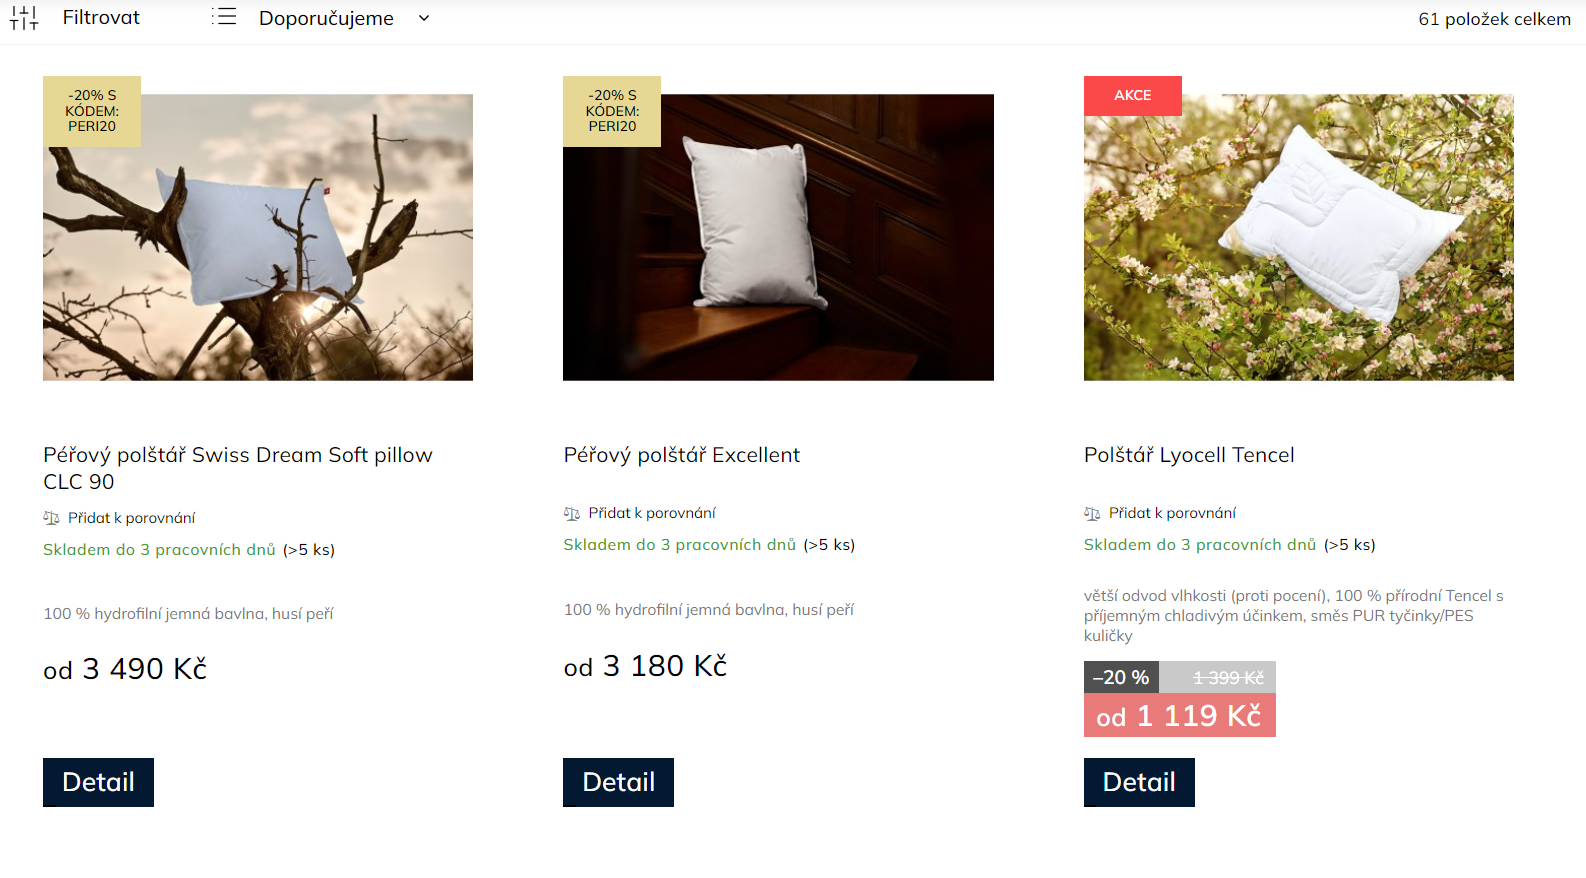 Filtrovat
Doporučujeme
61 položek celkem
-20% S
KÓDEM:
PERI20
-20% S
KÓDEM:
PERI20
AKCE
Péřový polštář Swiss Dream Soft pillow
CLC 90
Přidat k porovnání
Skladem do 3 pracovních dnů (>5 ks)
100 % hydrofilní jemná bavlna, husí peří
od 3 490 Kč
Detail
Péřový polštář Excellent
Přidat k porovnání
Skladem do 3 pracovních dnů (>5 ks)
100 % hydrofilní jemná bavlna, husí peří
od 3 180 Kč
Detail
Polštář Lyocell Tencel
Přidat k porovnání
Skladem do 3 pracovních dnů (>5 ks)
větší odvod vlhkosti (proti pocení), 100 % přírodní Tencel s
příjemným chladivým účinkem, směs PUR tyčinky/PES
kuličky
–20 % 1 399 Kč
od 1 119 Kč
Detail